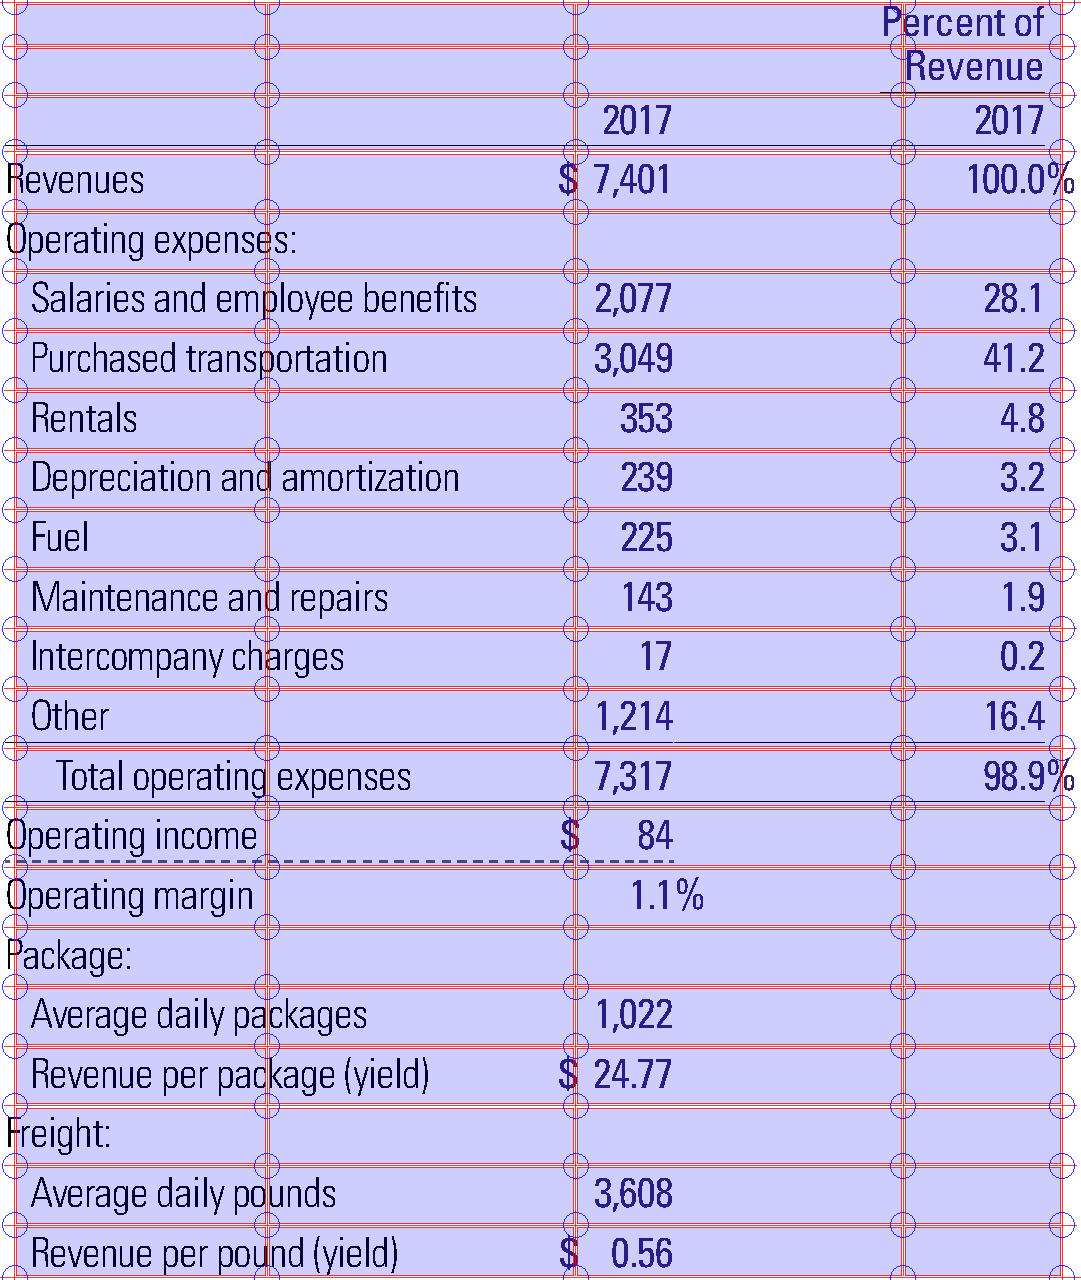 Percent of
Revenue
2017 2017
Revenues $ 7,401 100.0%
Operating expenses:
Salaries and employee benefits 2,077 28.1
Purchased transportation 3,049 41.2
Rentals 353 4.8
Depreciation and amortization 239 3.2
Fuel 225 3.1
Maintenance and repairs 143 1.9
Intercompany charges 17 0.2
Other 1,214 16.4
Total operating expenses 7,317 98.9%
Operating income $ 84
Operating margin 1.1%
Package:
Average daily packages 1,022
Revenue per package (yield) $ 24.77
Freight:
Average daily pounds 3,608
Revenue per pound (yield) $ 0.56